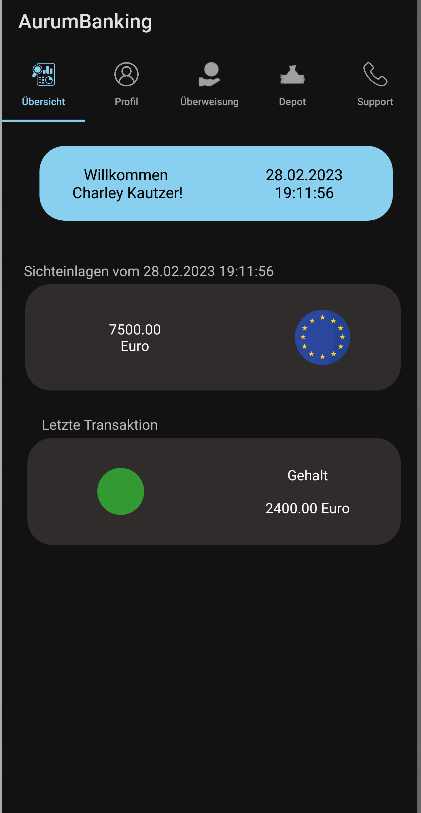 AurumBanking
Übersicht
Profil
Überweisung
Depot
Support
Willkommen
Charley Kautzer!
28.02.2023
19:11:56
Sichteinlagen vom 28.02.2023 19:11:56
7500.00
Euro
Letzte Transaktion
Gehalt
2400.00 Euro